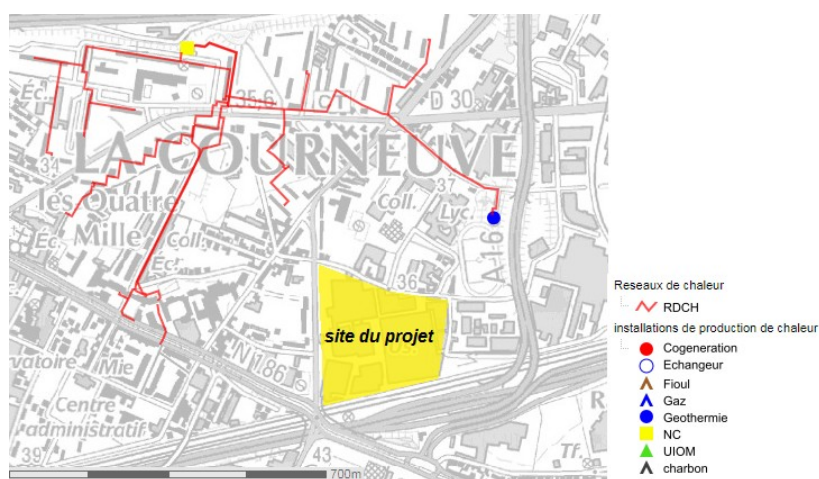 Éc.
35,6
D 30
LA COURNEUVE
34
37
les Quatre
Mille
Coll.
Lyc.
Éc.
Coll.
A 16
Éc.
36
site du projet
N 186
Mie
Centre
administratif
39
43
Tf.
700m
Reseaux de chaleur
RDCH
installations de production de chaleur
Cogeneration
Echangeur
Fioul
Gaz
Geothermie
NC
UIOM
charbon